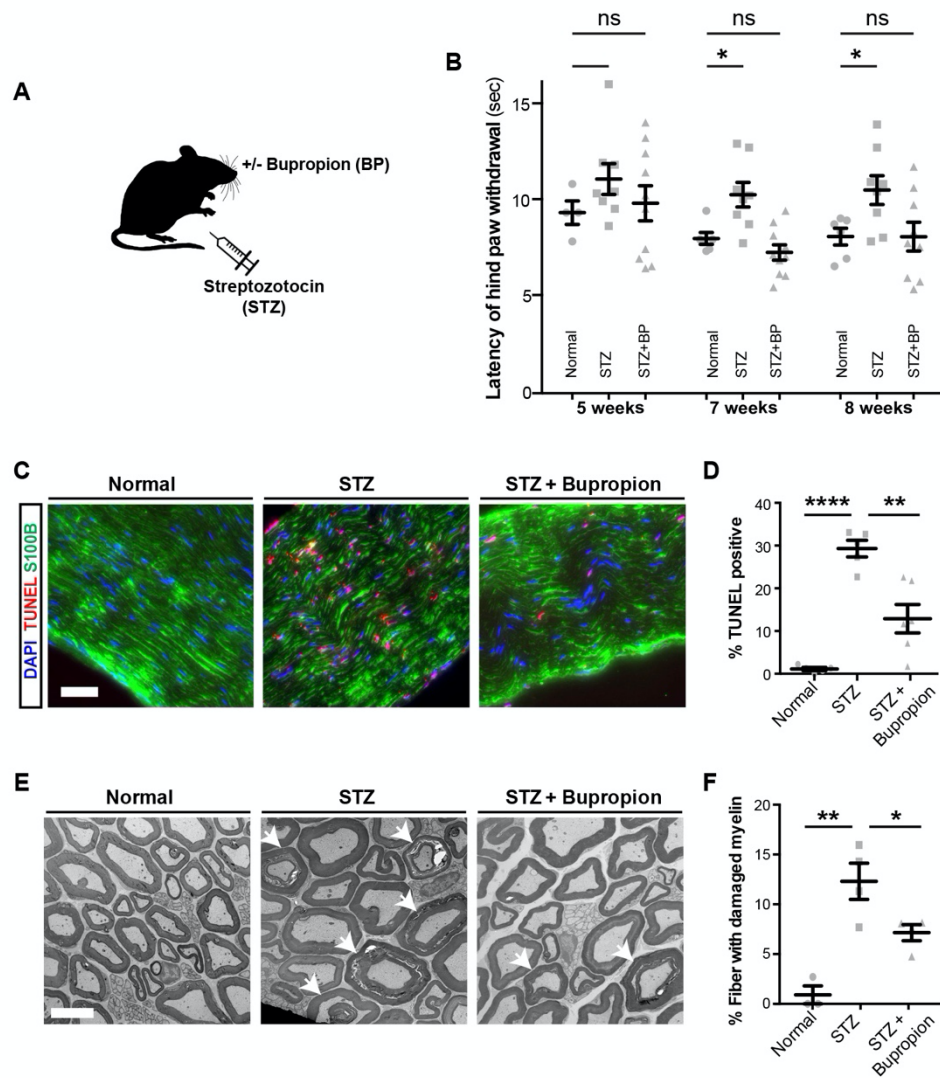 A
+/- Bupropion (BP)
Streptozotocin
(STZ)
B
ns
ns
ns
*
*
Latency of hind paw withdrawal (sec)
15
10
5
0
Normal
STZ
STZ+BP
Normal
STZ
STZ+BP
Normal
STZ
STZ+BP
5 weeks
7 weeks
8 weeks
C
Normal
STZ
STZ + Bupropion
DAPI TUNEL S100B
D
% TUNEL positive
40
30
20
10
0
****
**
Normal
STZ
STZ +
Bupropion
E
Normal
STZ
STZ + Bupropion
F
% Fiber with damaged myelin
20
15
10
5
0
**
*
Normal
STZ
STZ +
Bupropion